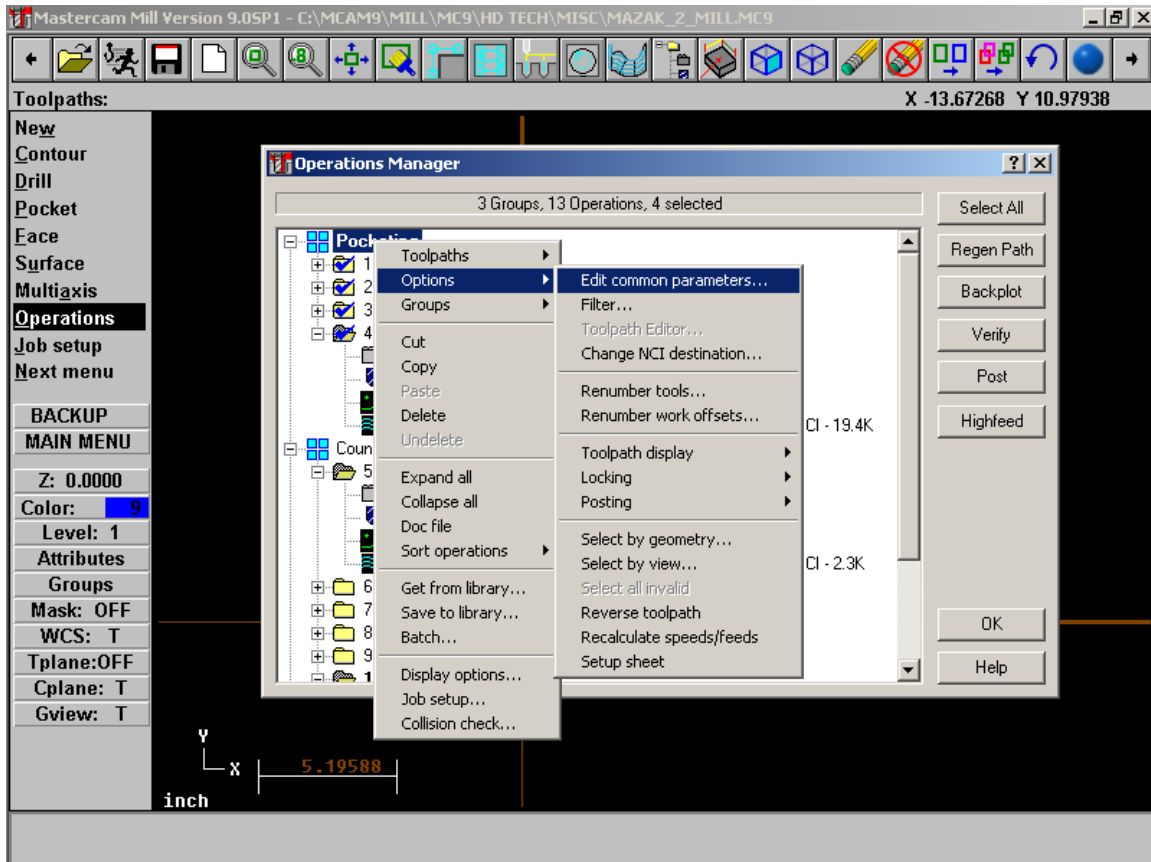 Mastercam Mill Version 9.0SP1 - C:\MCAM9\MILL\MC9\HD TECH\MISC\MAZAK_2_MILL.MC9
Toolpaths:
X -13.67268 Y 10.97938
New
Contour
Drill
Pocket
Face
Surface
Multiaxis
Operations
Job setup
Next menu
BACKUP
MAIN MENU
Z: 0.0000
Color: 9
Level: 1
Attributes
Groups
Mask: OFF
WCS: T
Tplane:OFF
Cplane: T
Gview: T
Operations Manager
3 Groups, 13 Operations, 4 selected
Pocketing
1
2
3
4
CI - 19.4K
Coun
5
CI - 2.3K
6
7
8
9
1
Toolpaths
Options
Groups
Cut
Copy
Paste
Delete
Undelete
Expand all
Collapse all
Doc file
Sort operations
Get from library...
Save to library...
Batch...
Display options...
Job setup...
Collision check...
Edit common parameters...
Filter...
Toolpath Editor...
Change NCI destination...
Renumber tools...
Renumber work offsets...
Toolpath display
Locking
Posting
Select by geometry...
Select by view...
Select all invalid
Reverse toolpath
Recalculate speeds/feeds
Setup sheet
Select All
Regen Path
Backplot
Verify
Post
Highfeed
OK
Help
Y
X
5.19588
inch